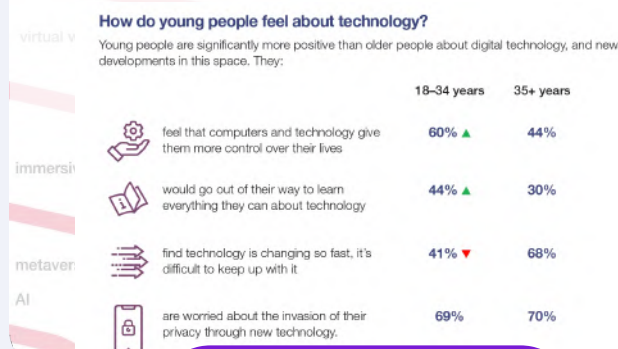 How do young people feel about technology?
Young people are significantly more positive than older people about digital technology, and new
developments in this space. They:
18–34 years 35+ years
feel that computers and technology give
them more control over their lives
60% ▲ 44%
would go out of their way to learn
everything they can about technology
44% ▲ 30%
find technology is changing so fast, it's
difficult to keep up with it
41% ▼ 68%
are worried about the invasion of their
privacy through new technology.
69% 70%
virtual
AI